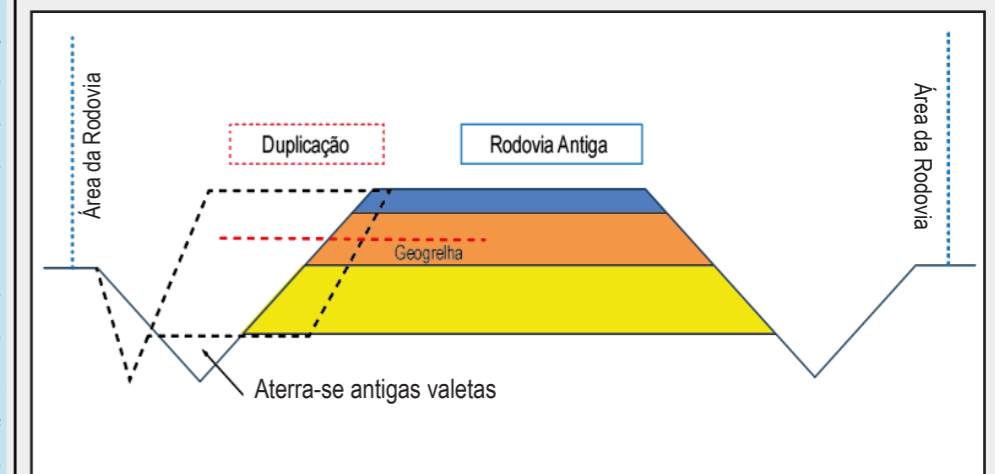 Área da Rodovia
Duplicação
Rodovia Antiga
Área da Rodovia
Geogrelha
Aterra-se antigas valetas